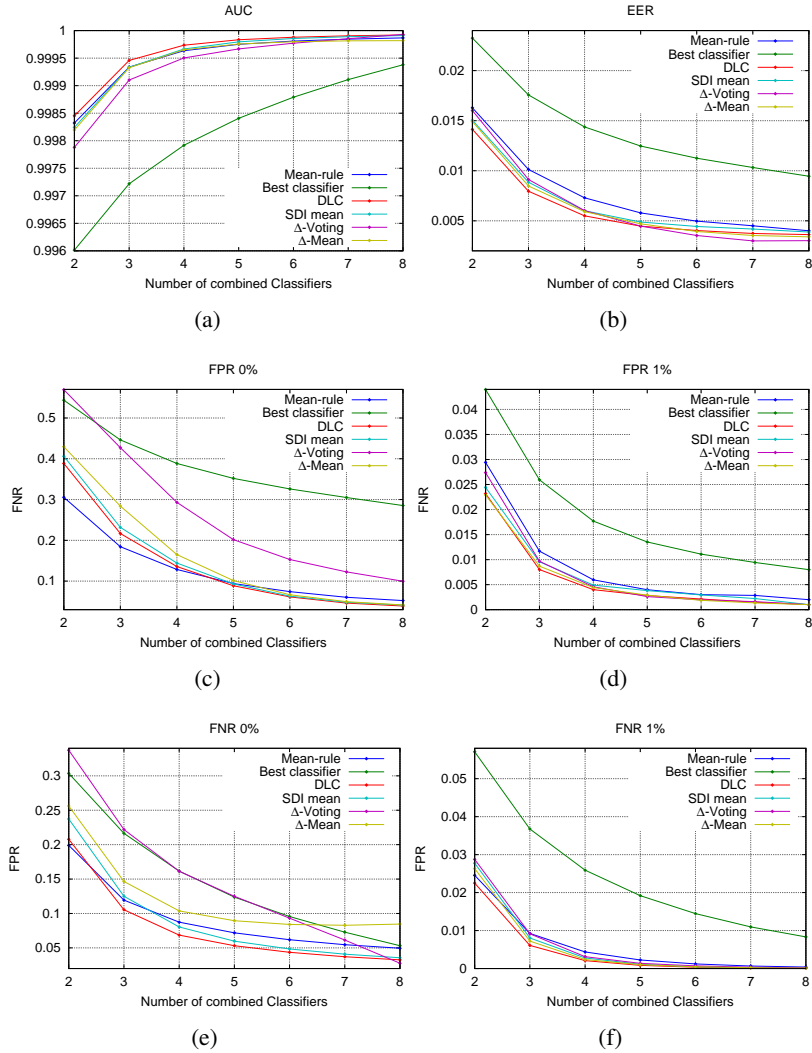 AUC
1
0.9995
0.999
0.9985
0.998
0.9975
0.997
0.9965
0.996
Mean-rule
Best classifier
DLC
SDI mean
Δ-Voting
Δ-Mean
2 3 4 5 6 7 8
Number of combined Classifiers
(a)
EER
0.02
0.015
0.01
0.005
Mean-rule
Best classifier
DLC
SDI mean
Δ-Voting
Δ-Mean
2 3 4 5 6 7 8
Number of combined Classifiers
(b)
FPR 0%
FNR
0.5
0.4
0.3
0.2
0.1
Mean-rule
Best classifier
DLC
SDI mean
Δ-Voting
Δ-Mean
2 3 4 5 6 7 8
Number of combined Classifiers
(c)
FPR 1%
FNR
0.04
0.035
0.03
0.025
0.02
0.015
0.01
0.005
0
Mean-rule
Best classifier
DLC
SDI mean
Δ-Voting
Δ-Mean
2 3 4 5 6 7 8
Number of combined Classifiers
(d)
FNR 0%
FPR
0.3
0.25
0.2
0.15
0.1
0.05
Mean-rule
Best classifier
DLC
SDI mean
Δ-Voting
Δ-Mean
2 3 4 5 6 7 8
Number of combined Classifiers
(e)
FNR 1%
FPR
0.05
0.04
0.03
0.02
0.01
0
Mean-rule
Best classifier
DLC
SDI mean
Δ-Voting
Δ-Mean
2 3 4 5 6 7 8
Number of combined Classifiers
(f)